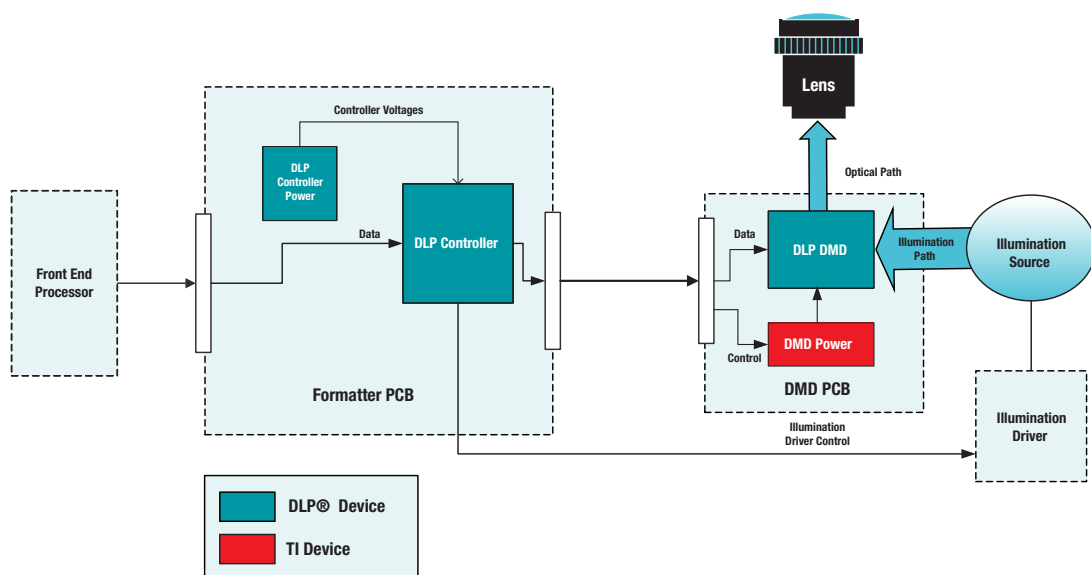 Lens
Controller Voltages
DLP
Controller
Power
Optical Path
DLP Controller
Data
Data
DLP DMD
Illumination
Path
Illumination
Source
Front End
Processor
Control
DMD Power
Formatter PCB
DMD PCB
Illumination
Driver Control
Illumination
Driver
DLP® Device
TI Device